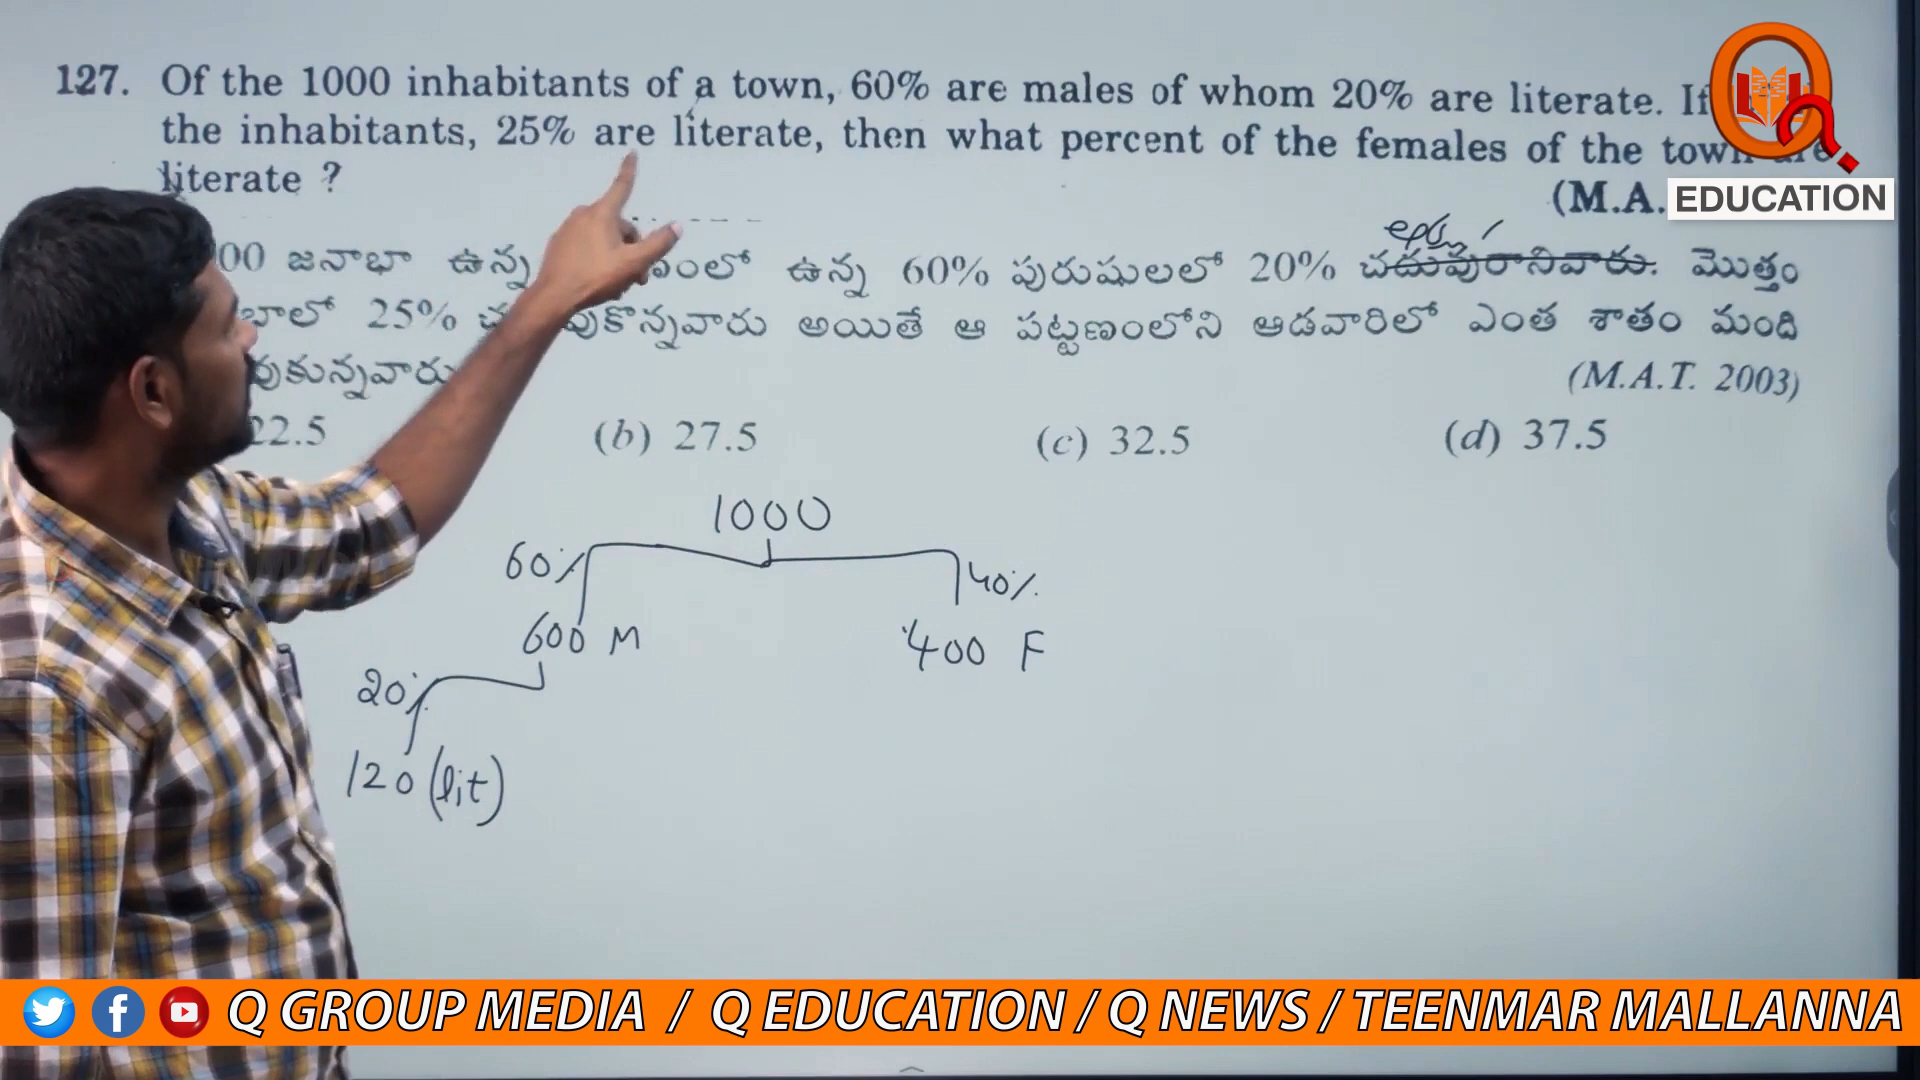 127. Of the 1000 inhabitants of a town, 60% are males of whom 20% are literate. If
the inhabitants, 25% are literate, then what percent of the females of the town are
literate ?
(M.A.
EDUCATION
00 జనాభా ఉన్న ణంలో ఉన్న 60% పురుషులలో 20% చదువురానివారు. మొత్తం
భాలో 25% వుకొన్నవారు అయితే ఆ పట్టణంలోని ఆడవారిలో ఎంత శాతం మంది
వుకున్నవారు
(M.A.T. 2003)
22.5 (b) 27.5 (c) 32.5 (d) 37.5
1000
60% 40%
600 M 400 F
20%
120 (lit)
Q GROUP MEDIA / Q EDUCATION / Q NEWS / TEENMAR MALLANNA